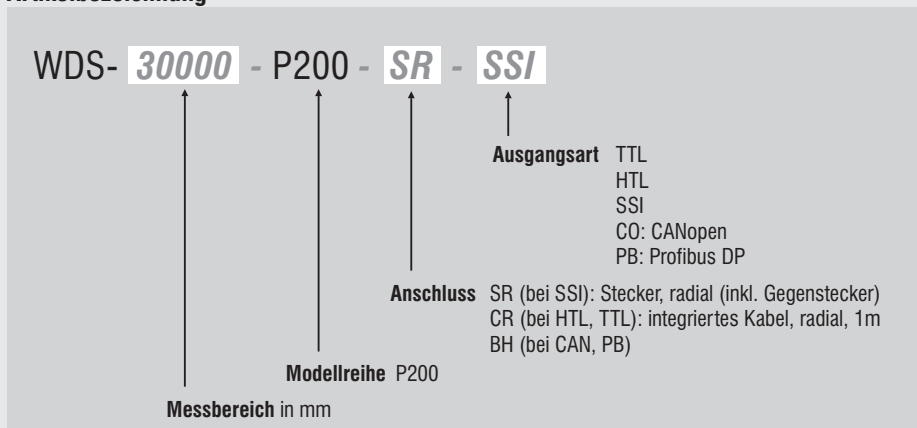 WDS- 30000 - P200 - SR - SSI
Ausgangsart TTL
HTL
SSI
CO: CANopen
PB: Profibus DP
Anschluss SR (bei SSI): Stecker, radial (inkl. Gegenstecker)
CR (bei HTL, TTL): integriertes Kabel, radial, 1m
BH (bei CAN, PB)
Modellreihe P200
Messbereich in mm